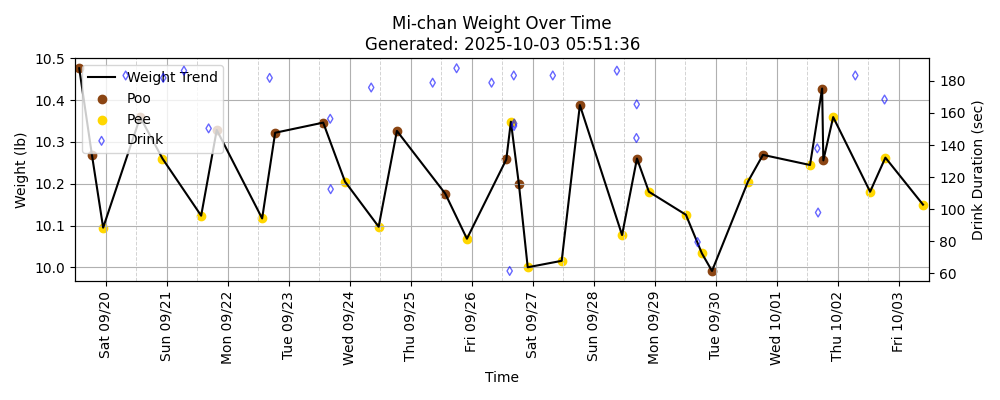 Mi-chan Weight Over Time
Generated: 2025-10-03 05:51:36
Weight (lb)
10.5
10.4
10.3
10.2
10.1
10.0
Weight Trend
Poo
Pee
Drink
180
160
140
120
100
80
60
Drink Duration (sec)
Sat 09/20
Sun 09/21
Mon 09/22
Tue 09/23
Wed 09/24
Thu 09/25
Fri 09/26
Sat 09/27
Sun 09/28
Mon 09/29
Tue 09/30
Wed 10/01
Thu 10/02
Fri 10/03
Time